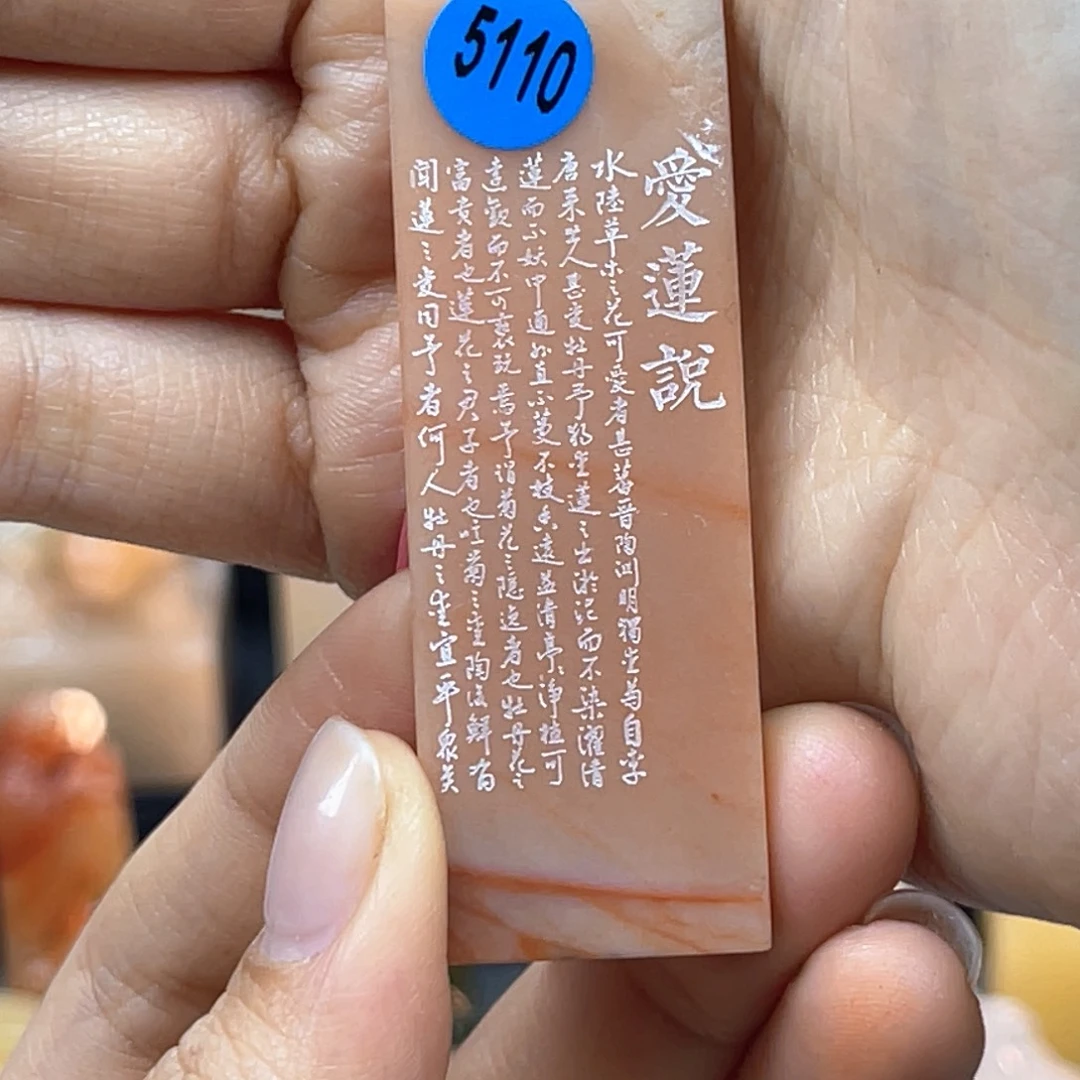 5110
愛蓮說
水陸草木之花可愛者甚蕃晉陶淵明獨愛菊自李
唐來世人甚愛牡丹予獨愛蓮之出淤泥而不染濯清
蓮而不妖中通外直不蔓不枝香遠益清亭亭淨植可
遠觀而不可褻玩焉予謂菊花之隱逸者也牡丹花之
富貴者也蓮花之君子者也噫菊之愛陶後鮮有
聞蓮之愛同予者何人牡丹之愛宜乎衆矣